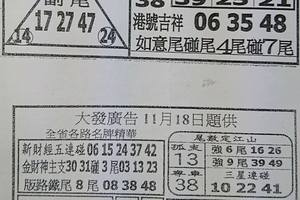 副尾
17 27 47
14 24
38 39 23 21
港號吉祥 06 35 48
如意尾碰尾 4 尾碰 7 尾
大發廣告 11月18日題供
全省各路名牌精華
新財經五連碰 06 15 24 37 42
金財神主支 30 31 碰 3 尾 03 13 23
版路鐵尾 8 尾 08 38 48
尾數定江山
孤支 13
強 6 尾 16 26
強 9 尾 39 49
專車 38
三星連碰
10 22 41